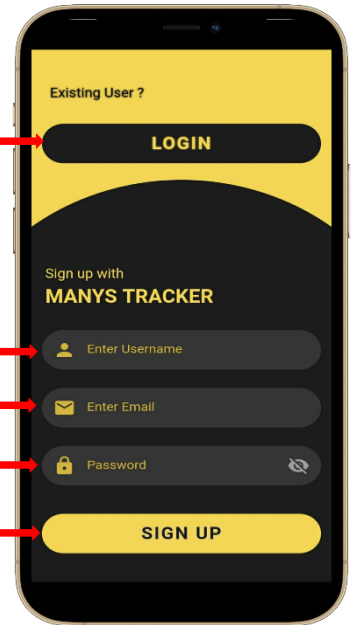 Existing User ?
LOGIN
Sign up with
MANYS TRACKER
Enter Username
Enter Email
Password
SIGN UP